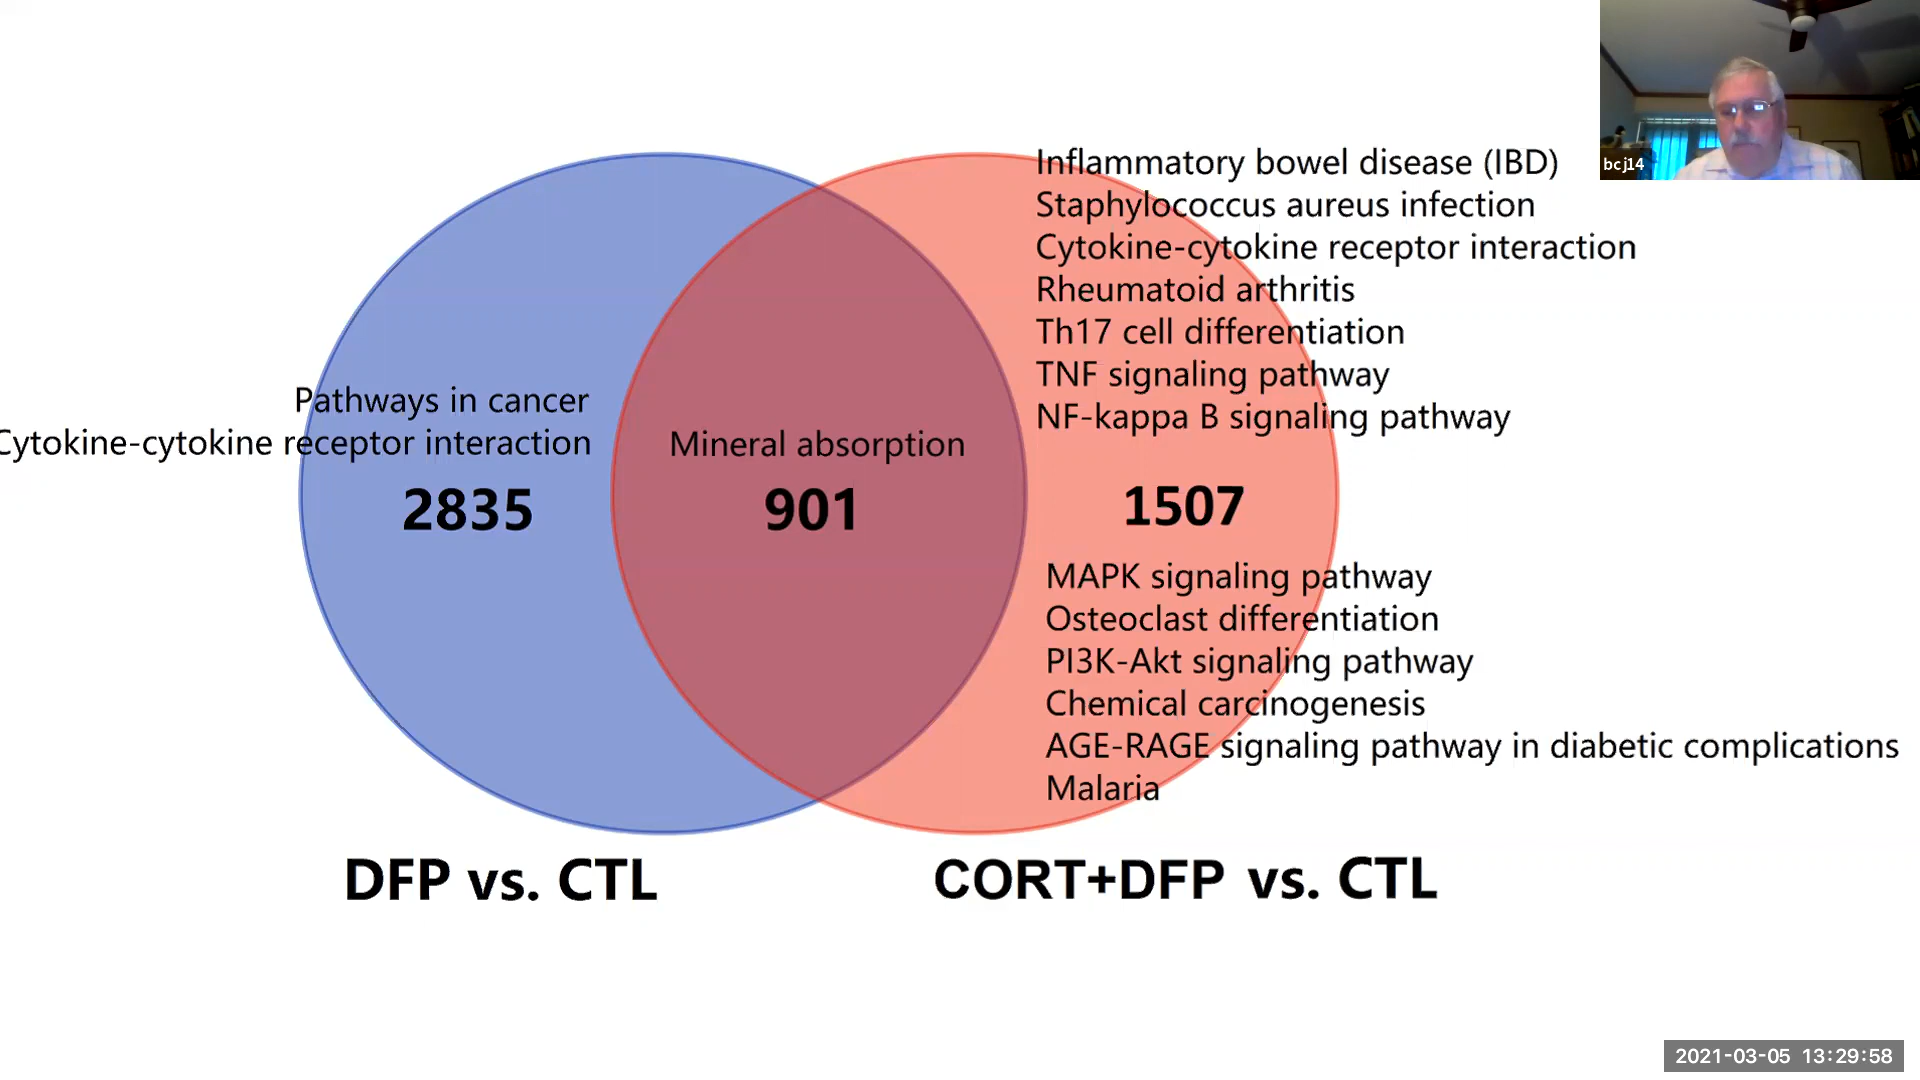 bcj14
Inflammatory bowel disease (IBD)
Staphylococcus aureus infection
Cytokine-cytokine receptor interaction
Rheumatoid arthritis
Th17 cell differentiation
TNF signaling pathway
NF-kappa B signaling pathway
Pathways in cancer
Cytokine-cytokine receptor interaction
Mineral absorption
2835
901
1507
MAPK signaling pathway
Osteoclast differentiation
PI3K-Akt signaling pathway
Chemical carcinogenesis
AGE-RAGE signaling pathway in diabetic complications
Malaria
DFP vs. CTL
CORT+DFP vs. CTL
2021-03-05 13:29:58